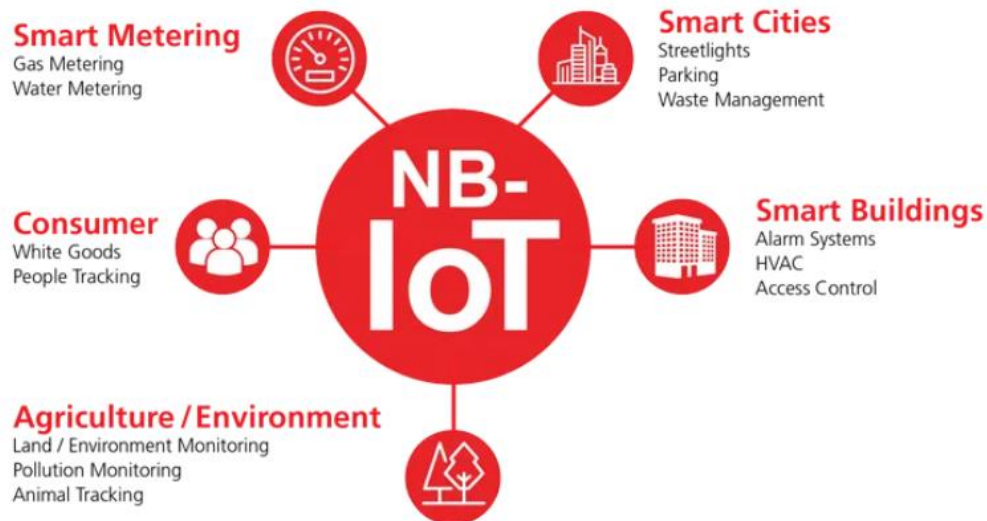 Smart Metering
Gas Metering
Water Metering
Smart Cities
Streetlights
Parking
Waste Management
NB-
IoT
Consumer
White Goods
People Tracking
Smart Buildings
Alarm Systems
HVAC
Access Control
Agriculture / Environment
Land / Environment Monitoring
Pollution Monitoring
Animal Tracking